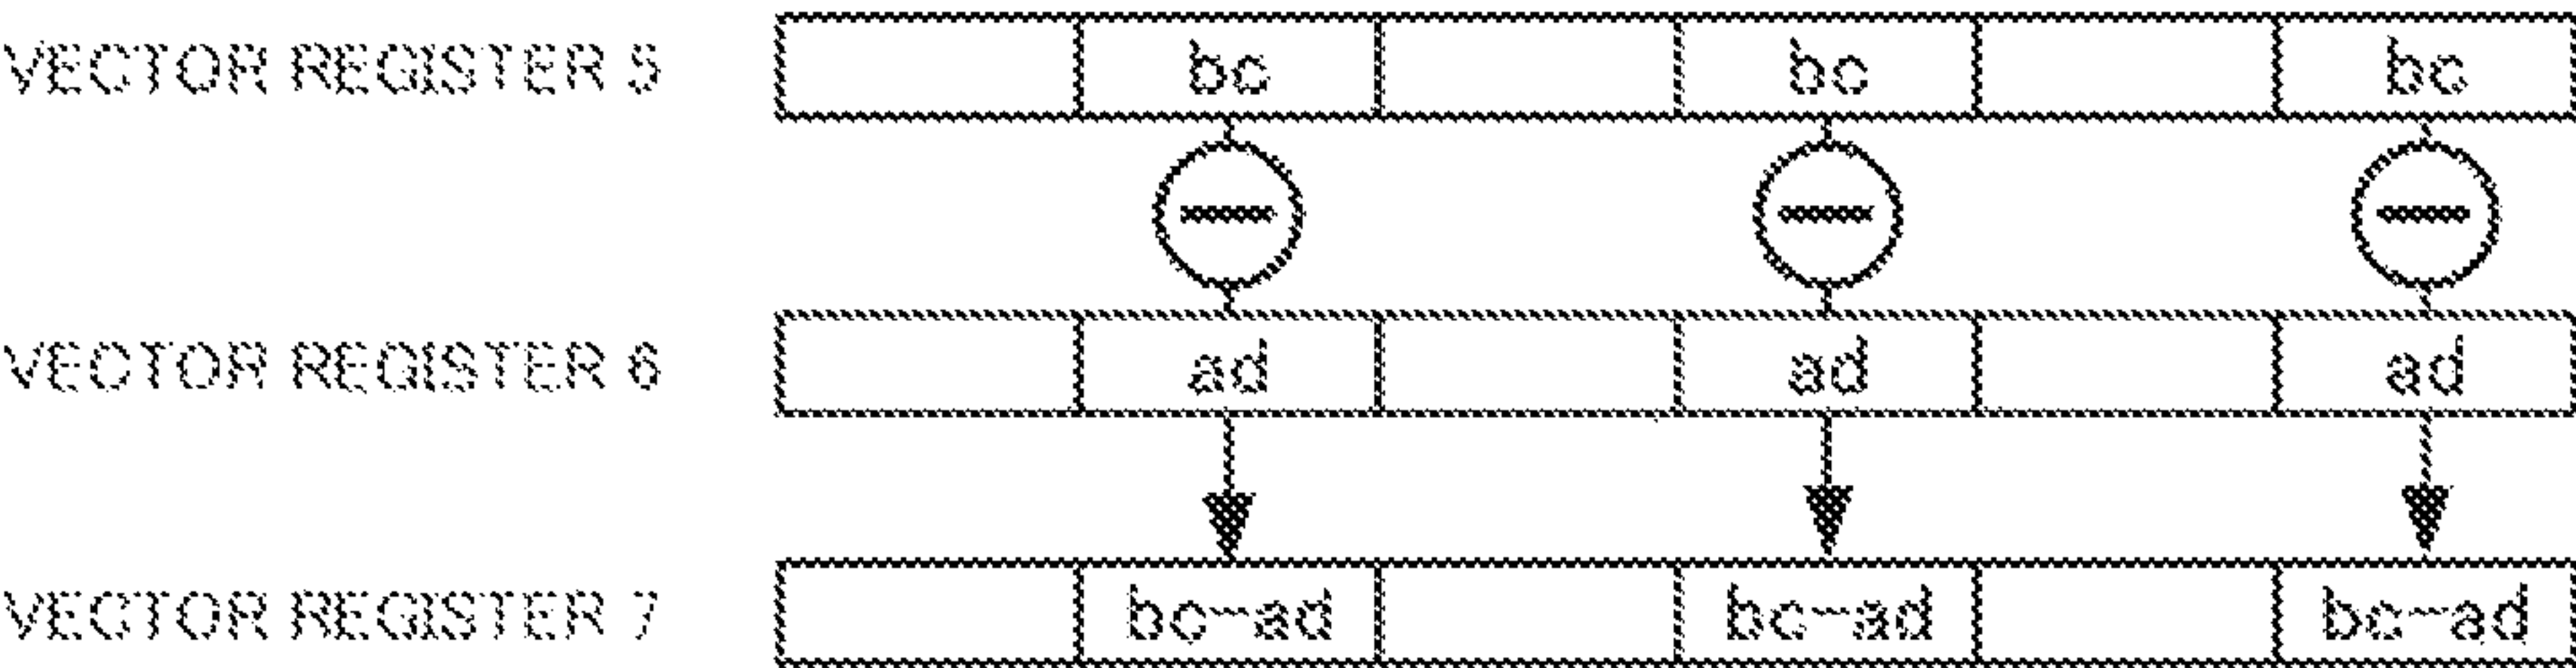 VECTOR REGISTER 5 bc bc bc
— — —
VECTOR REGISTER 6 ad ad ad
VECTOR REGISTER 7 bc-ad bc-ad bc-ad